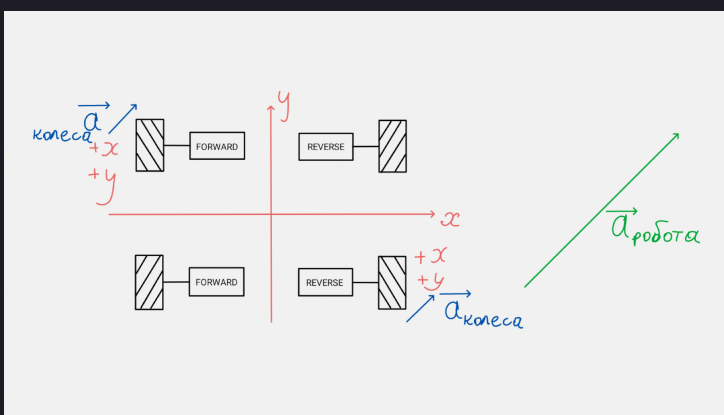 y
a
колеса
+x
+y
FORWARD
REVERSE
x
a робота
+x
+y
FORWARD
REVERSE
a колеса